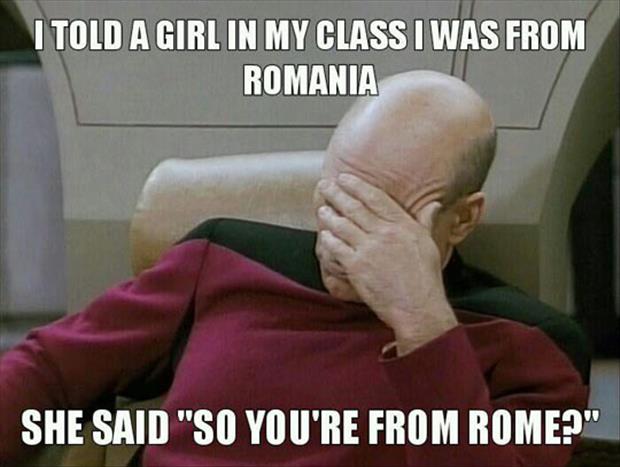 I TOLD A GIRL IN MY CLASS I WAS FROM
ROMANIA
SHE SAID "SO YOU'RE FROM ROME?"